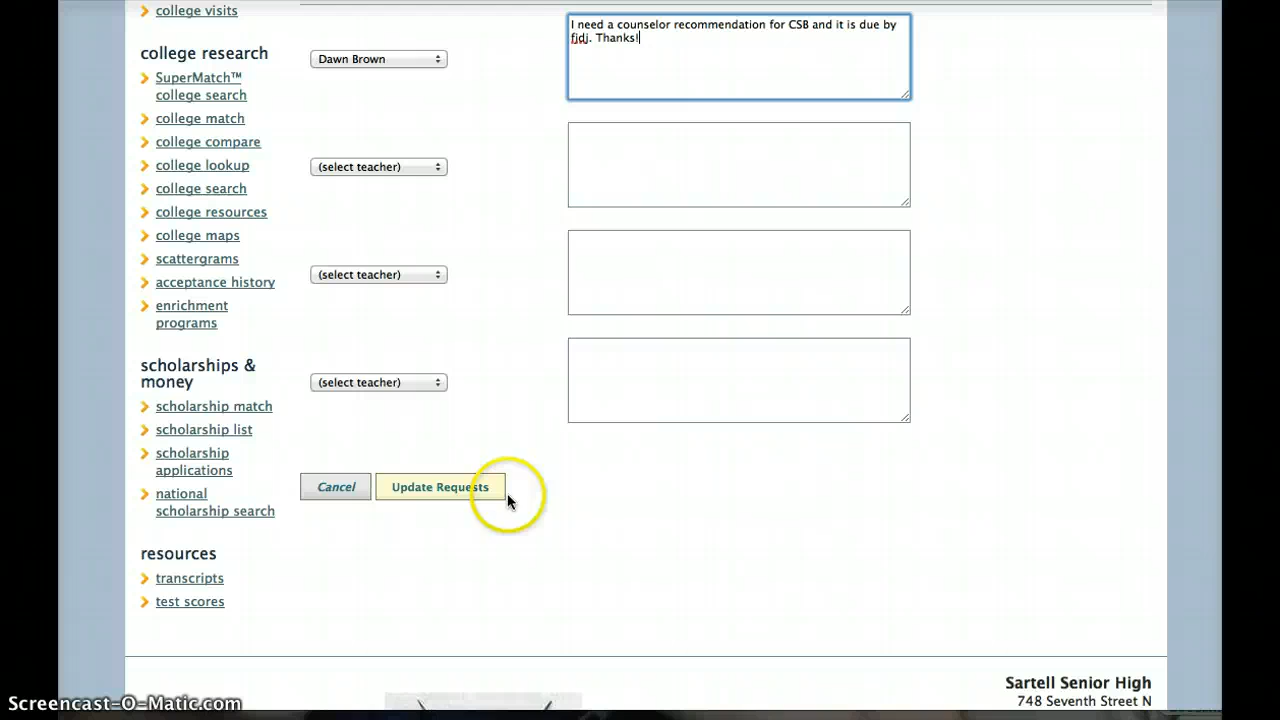 college visits
college research
SuperMatch™
college search
college match
college compare
college lookup
college search
college resources
college maps
scattergrams
acceptance history
enrichment
programs
scholarships &
money
scholarship match
scholarship list
scholarship
applications
national
scholarship search
resources
transcripts
test scores
Dawn Brown
I need a counselor recommendation for CSB and it is due by
fjdj. Thanks!
(select teacher)
(select teacher)
(select teacher)
Cancel
Update Requests
Sartell Senior High
748 Seventh Street N
Screencast-O-Matic.com